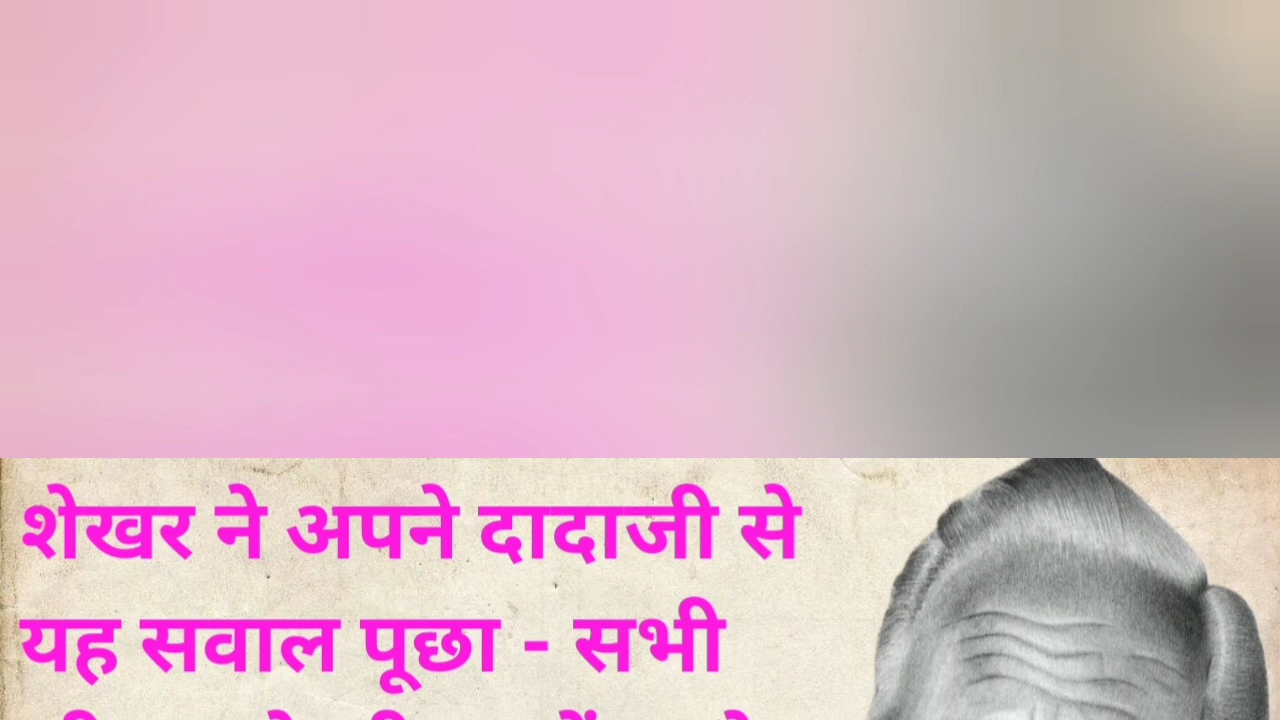 शेखर ने अपने दादाजी से
यह सवाल पूछा - सभी